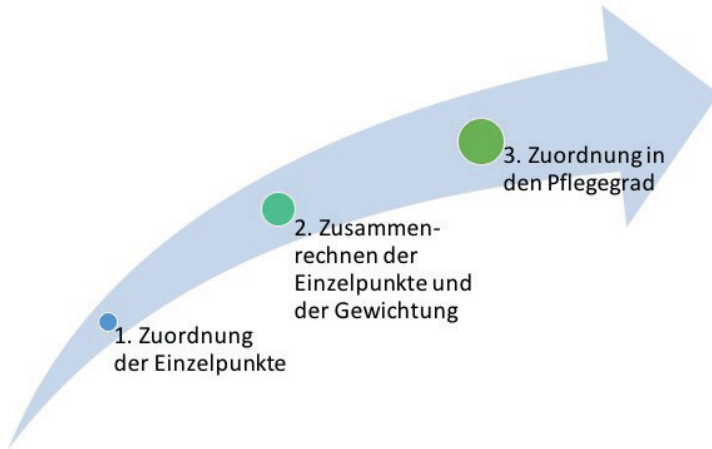 1. Zuordnung
der Einzelpunkte
2. Zusammen-
rechnen der
Einzelpunkte und
der Gewichtung
3. Zuordnung in
den Pflegegrad